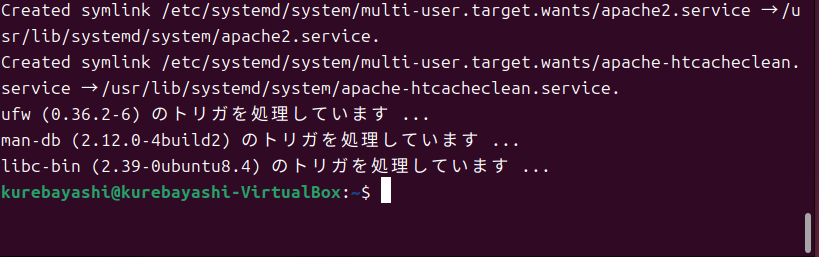 Created symlink /etc/systemd/system/multi-user.target.wants/apache2.service → /u
sr/lib/systemd/system/apache2.service.
Created symlink /etc/systemd/system/multi-user.target.wants/apache-htcacheclean.
service → /usr/lib/systemd/system/apache-htcacheclean.service.
ufw (0.36.2-6) のトリガを処理しています ...
man-db (2.12.0-4build2) のトリガを処理しています ...
libc-bin (2.39-0ubuntu8.4) のトリガを処理しています ...
kurebayashi@kurebayashi-VirtualBox:~$